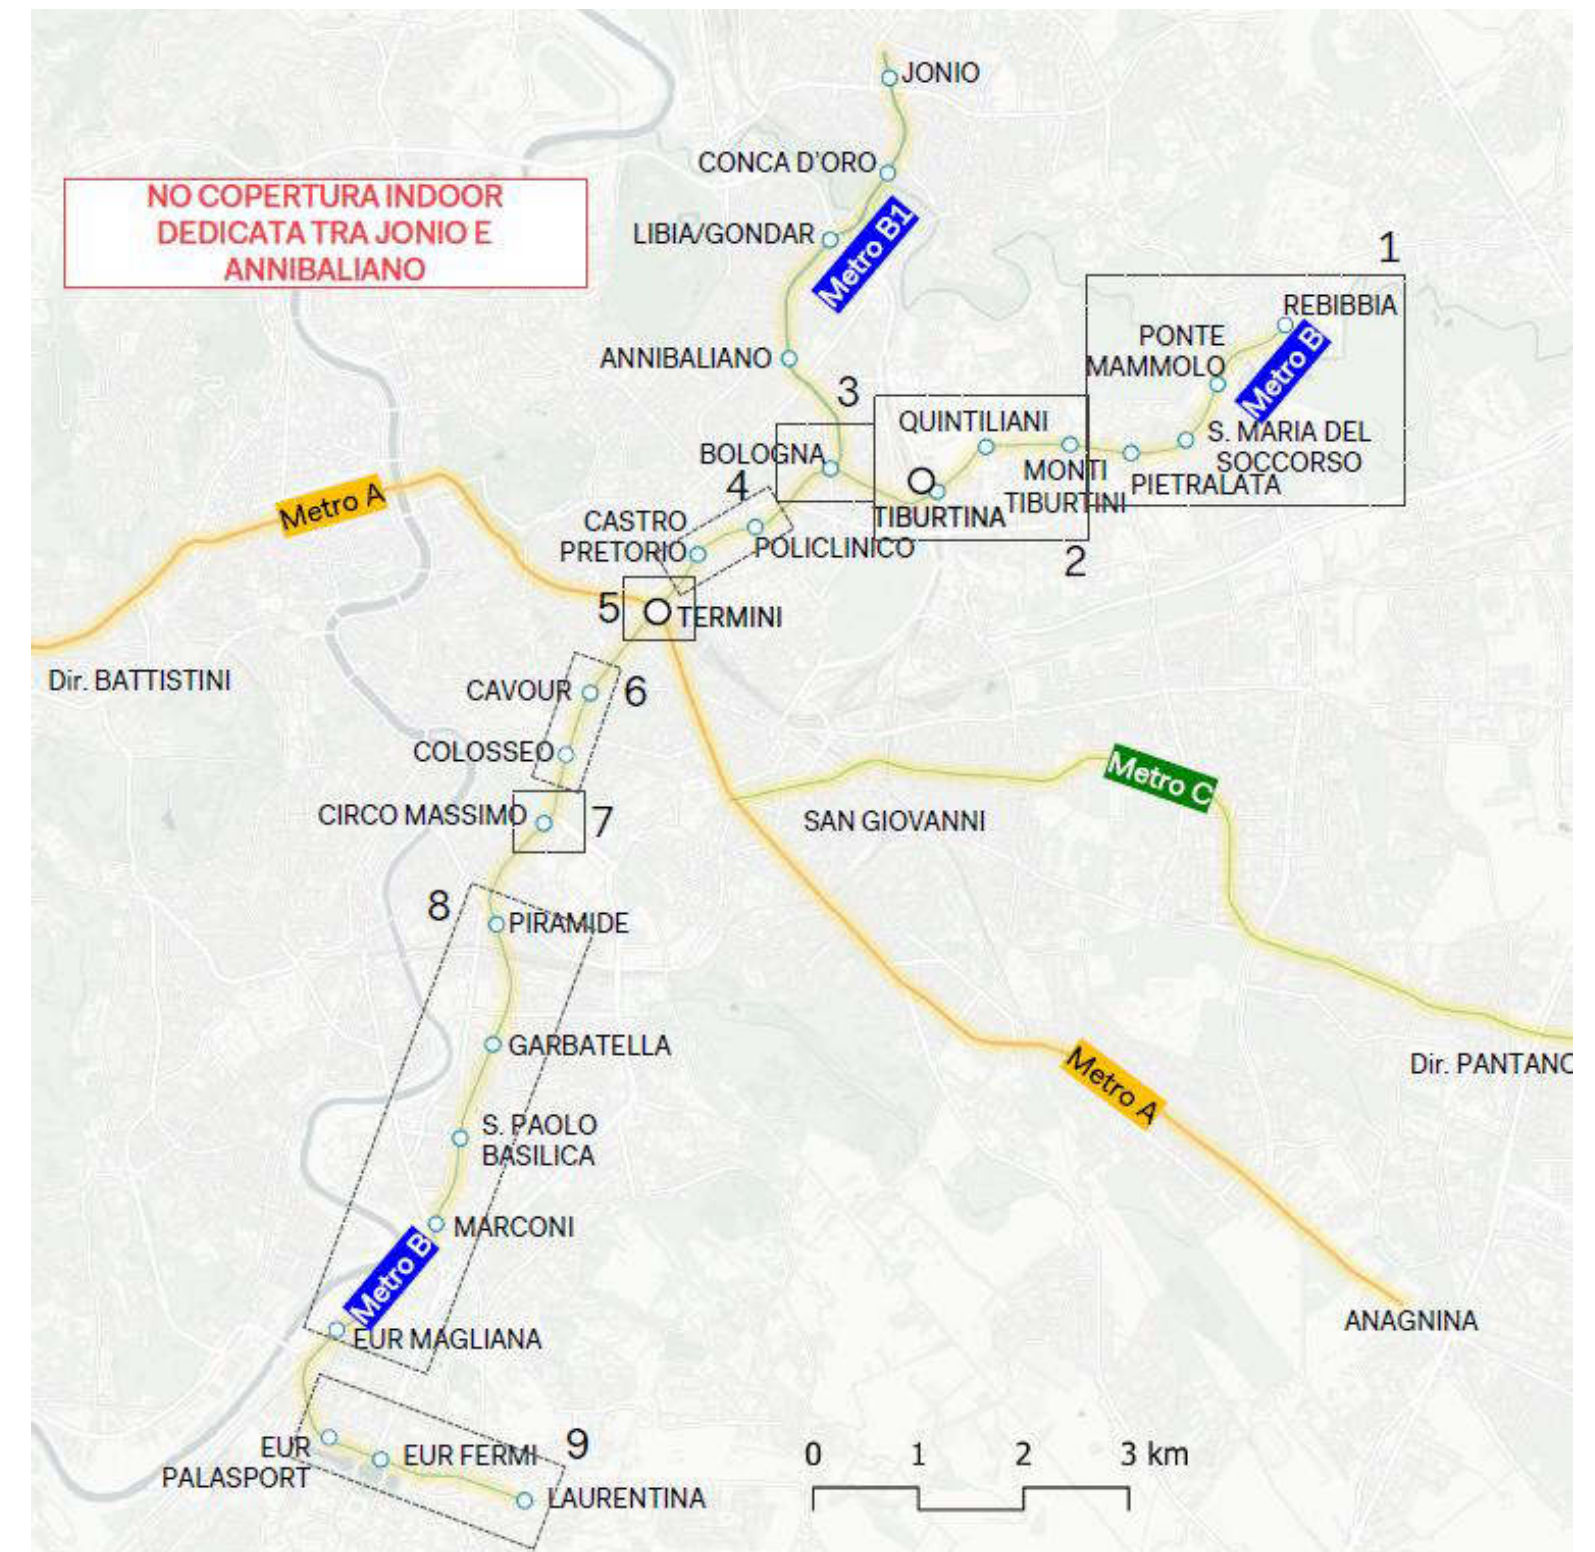 JONIO
CONCA D'ORO
NO COPERTURA INDOOR
DEDICATA TRA JONIO E
ANNIBALIANO
LIBIA/GONDAR
Metro B1
1
REBIBBIA
PONTE
MAMMOLO
Metro B
ANNIBALIANO
3
QUINTILIANI
S. MARIA DEL
SOCCORSO
BOLOGNA
MONTI
TIBURTINI
PIETRALATA
4
Metro A
TIBURTINA
CASTRO
PRETORIO
POLICLINICO
2
5
TERMINI
Dir. BATTISTINI
CAVOUR
6
COLOSSEO
Metro C
CIRCO MASSIMO
7
SAN GIOVANNI
8
PIRAMIDE
GARBATELLA
Dir. PANTANO
Metro A
S. PAOLO
BASILICA
MARCONI
Metro B
EUR MAGLIANA
ANAGNINA
EUR
PALASPORT
EUR FERMI
9
LAURENTINA
0 1 2 3 km